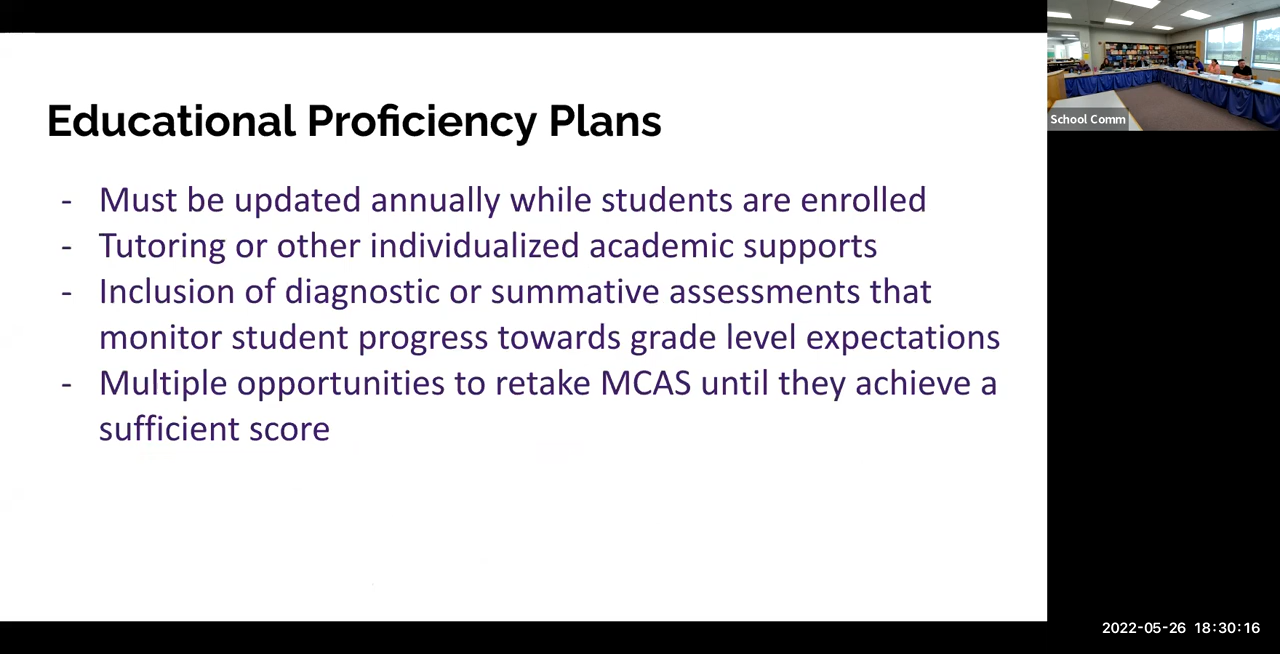 Educational Proficiency Plans
- Must be updated annually while students are enrolled
- Tutoring or other individualized academic supports
- Inclusion of diagnostic or summative assessments that
monitor student progress towards grade level expectations
- Multiple opportunities to retake MCAS until they achieve a
sufficient score
School Comm
2022-05-26 18:30:16